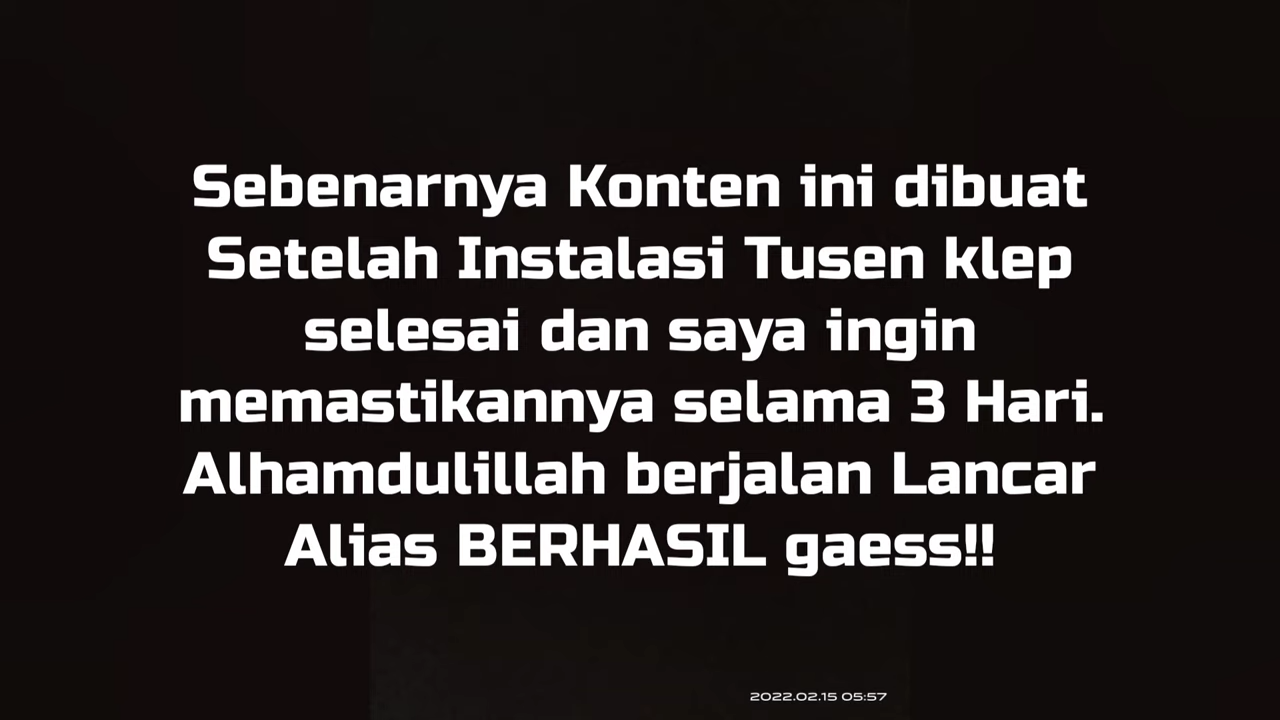 Sebenarnya Konten ini dibuat
Setelah Instalasi Tusen klep
selesai dan saya ingin
memastikannya selama 3 Hari.
Alhamdulillah berjalan Lancar
Alias BERHASIL gaess!!
2022.02.15 05:57